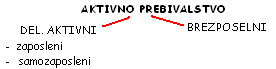 AKTIVNO PREBIVALSTVO
DEL. AKTIVNI
BREZPOSELNI
- zaposleni
- samozaposleni